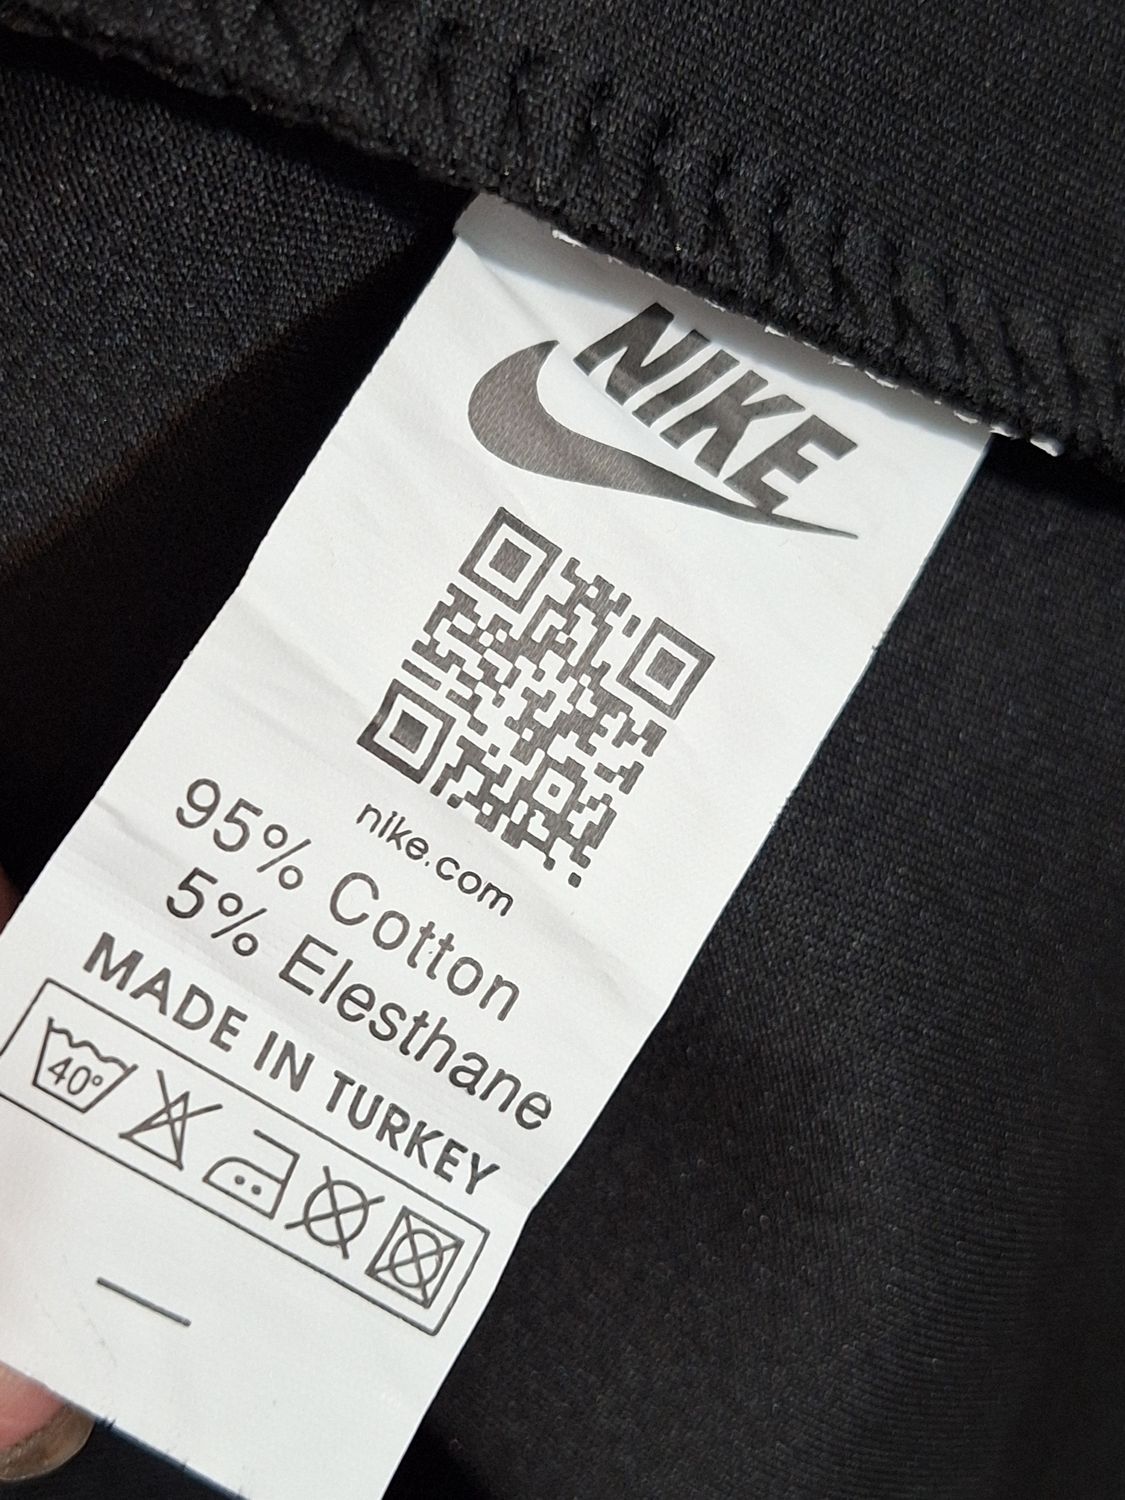 NIKE
nike.com
95% Cotton
5% Elesthane
MADE IN TURKEY
40°